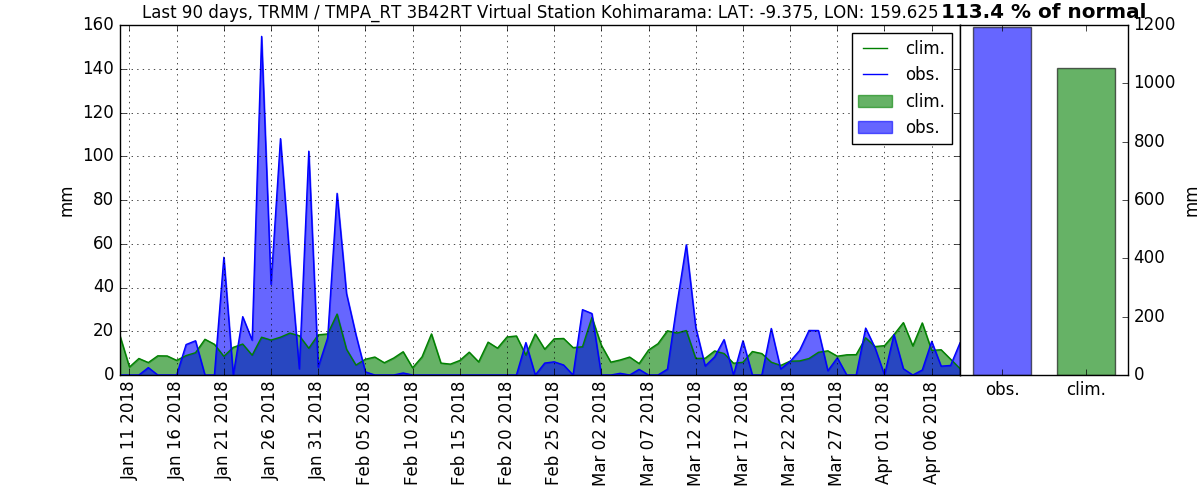 Last 90 days, TRMM / TMPA_RT 3B42RT Virtual Station Kohimarama: LAT: -9.375, LON: 159.625
113.4 % of normal
160
140
120
100
80
60
40
20
0
mm
clim.
obs.
clim.
obs.
1200
1000
800
600
400
200
0
mm
Jan 11 2018
Jan 16 2018
Jan 21 2018
Jan 26 2018
Jan 31 2018
Feb 05 2018
Feb 10 2018
Feb 15 2018
Feb 20 2018
Feb 25 2018
Mar 02 2018
Mar 07 2018
Mar 12 2018
Mar 17 2018
Mar 22 2018
Mar 27 2018
Apr 01 2018
Apr 06 2018
obs.
clim.